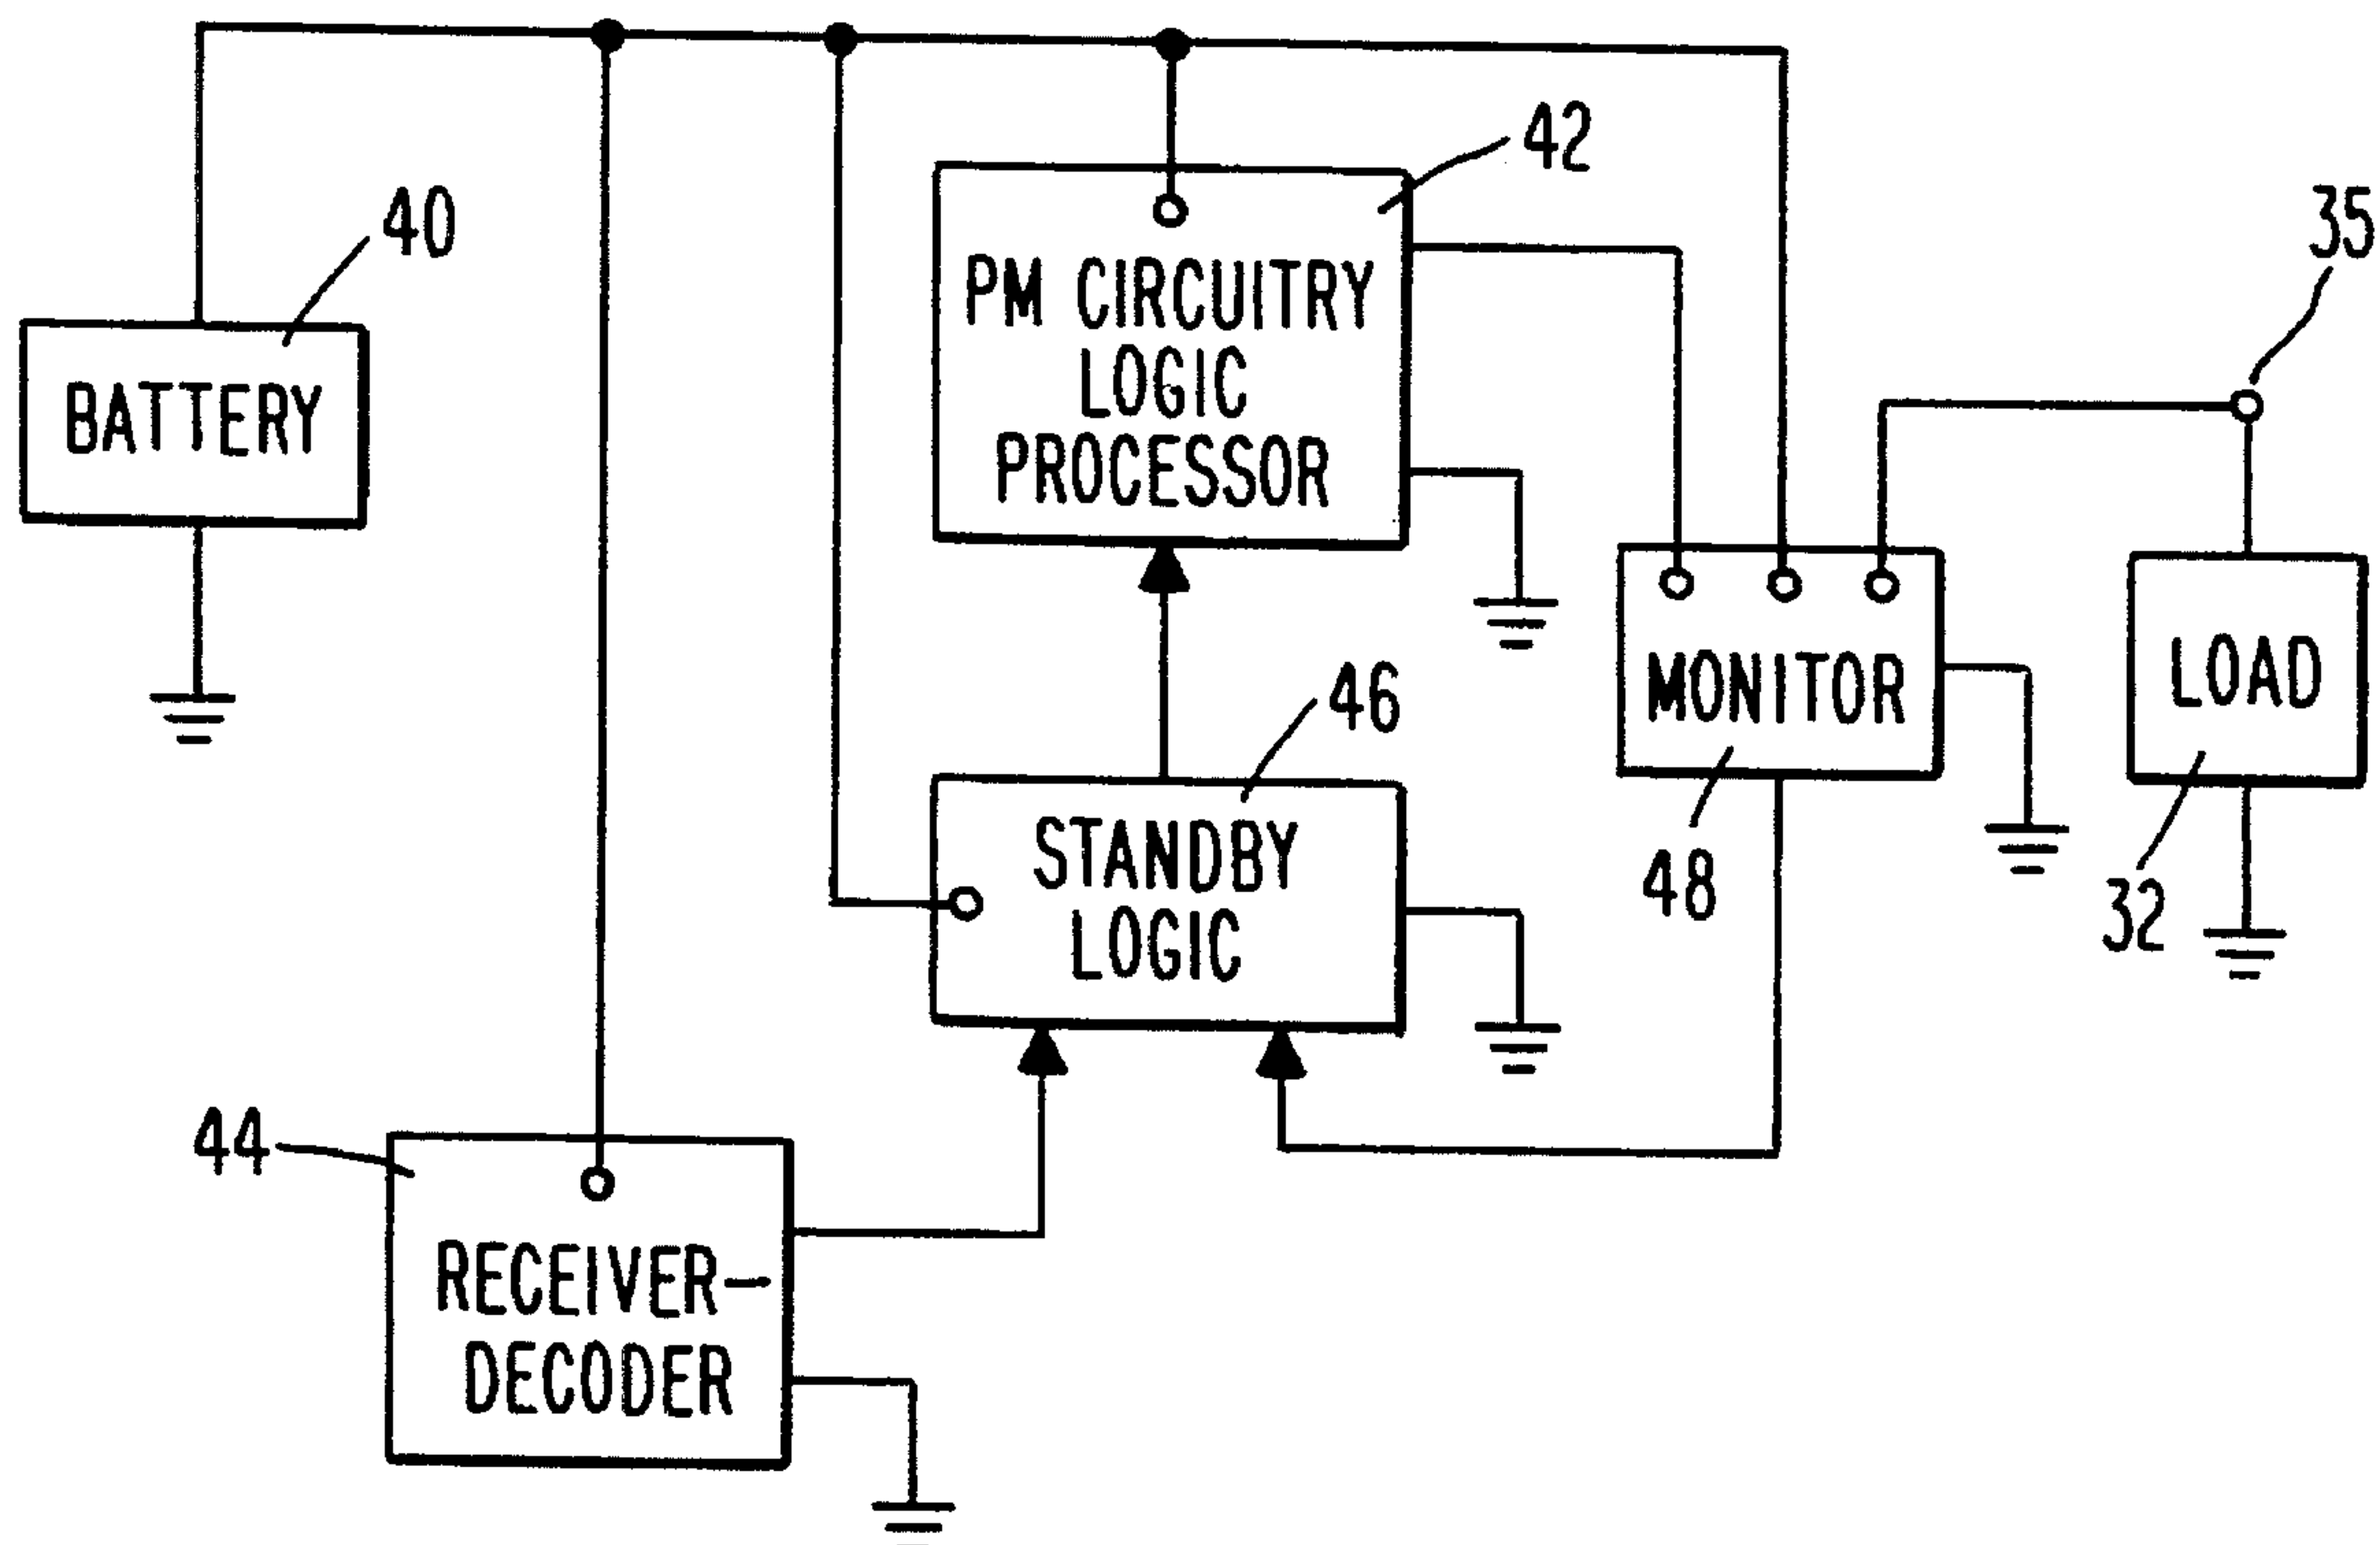 42
40
35
PM CIRCUITRY
LOGIC
PROCESSOR
BATTERY
46
MONITOR
LOAD
STANDBY
LOGIC
48
32
44
RECEIVER-
DECODER